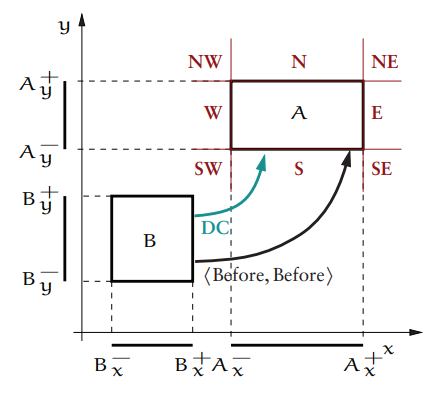 y
NW N NE
A y +
W A E
A y −
SW S SE
B y +
DC
B
⟨Before, Before⟩
B y −
x
B x − B x + A x − A x +